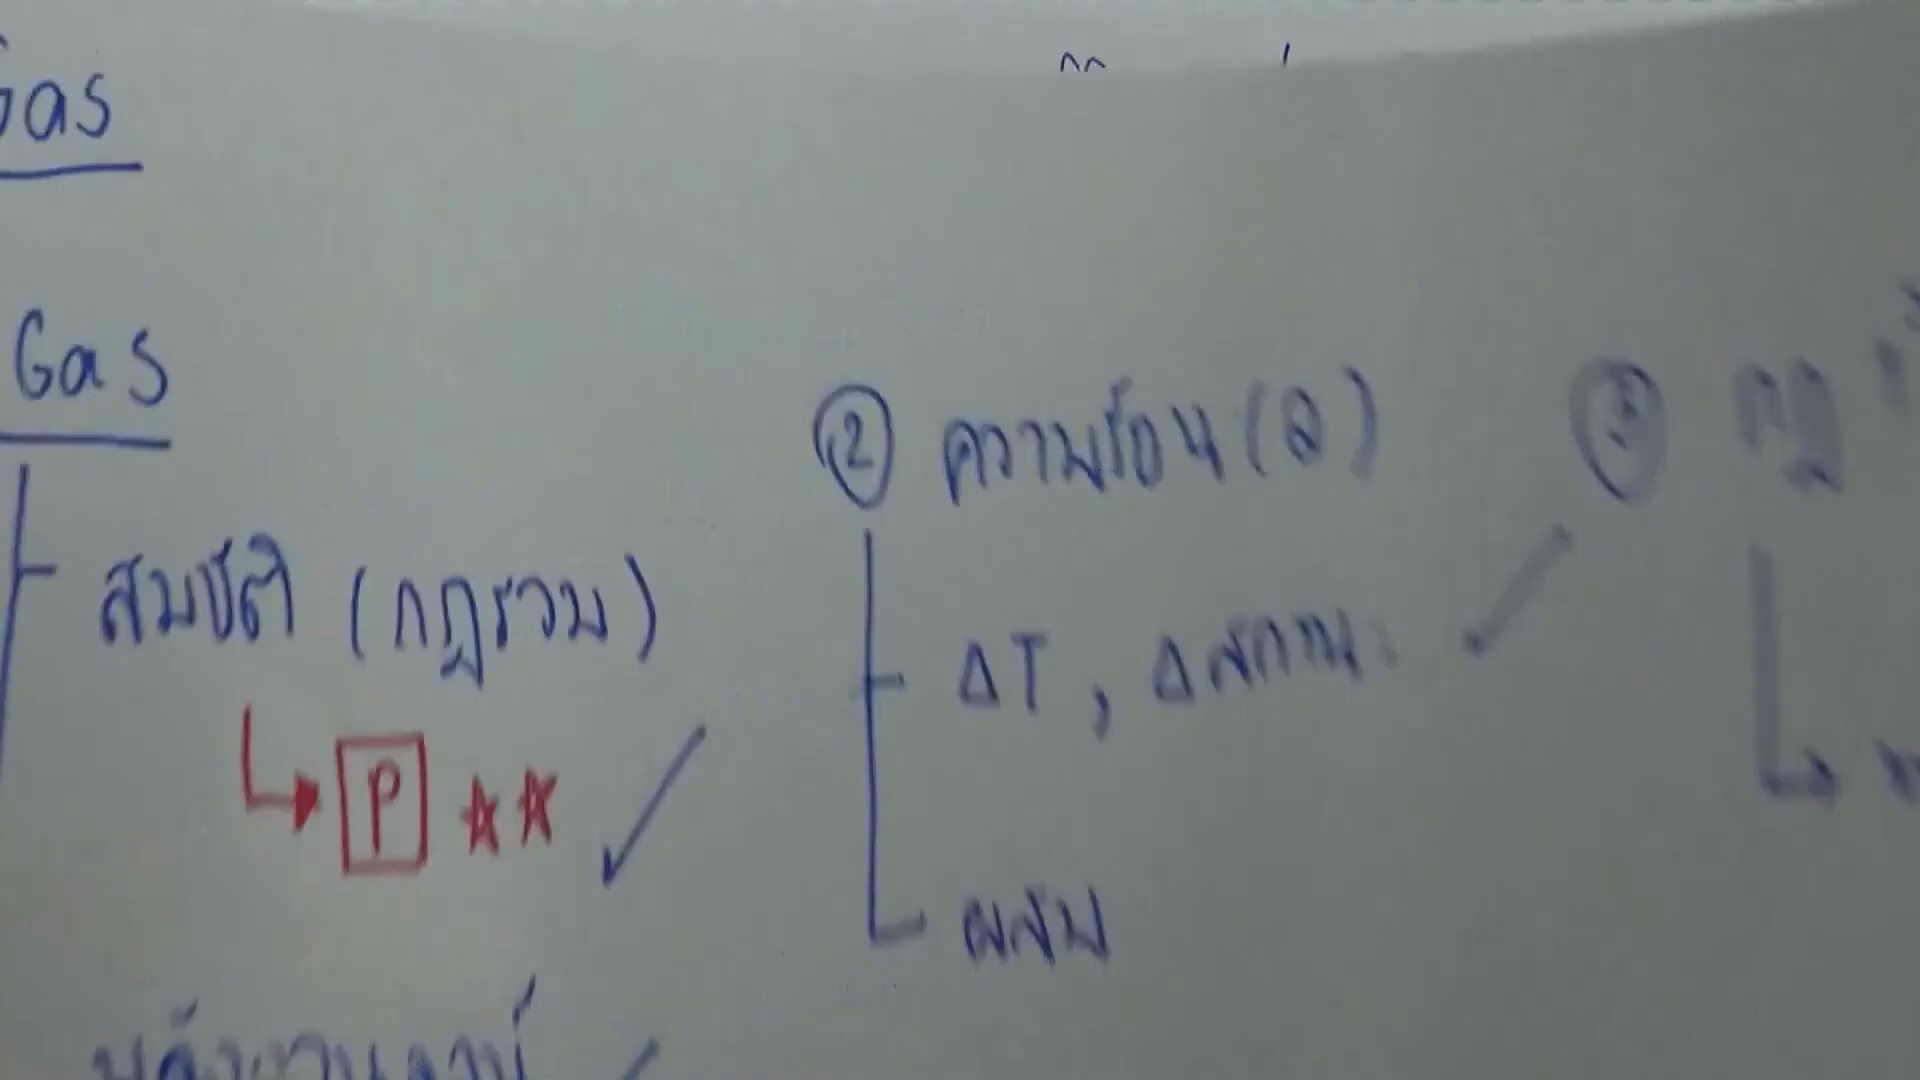 Gas
Gas
② ความร้อน (Q)
สมบัติ (กฎรวม)
ΔT , Δสถานะ
P
ผสม